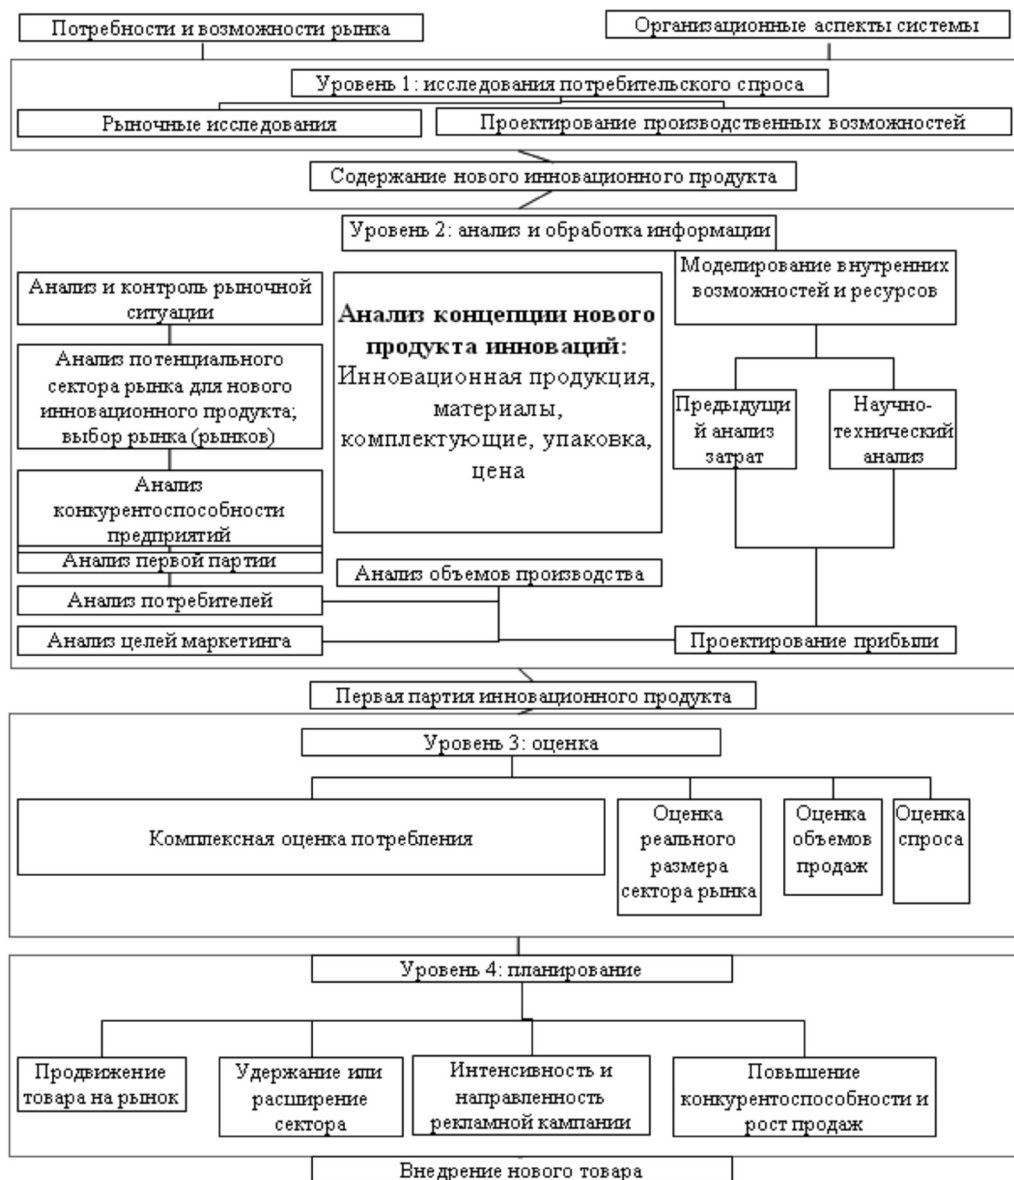 Потребности и возможности рынка
Организационные аспекты системы
Уровень 1: исследования потребительского спроса
Рыночные исследования
Проектирование производственных возможностей
Содержание нового инновационного продукта
Уровень 2: анализ и обработка информации
Анализ и контроль рыночной
ситуации
Анализ потенциального
сектора рынка для нового
инновационного продукта;
выбор рынка (рынков)
Анализ
конкурентоспособности
предприятий
Анализ первой партии
Анализ потребителей
Анализ целей маркетинга
Анализ концепции нового
продукта инноваций:
Инновационная продукция,
материалы,
комплектующие, упаковка,
цена
Анализ объемов производства
Моделирование внутренних
возможностей и ресурсов
Предыдущи
й анализ
затрат
Научно-
технический
анализ
Проектирование прибыли
Первая партия инновационного продукта
Уровень 3: оценка
Комплексная оценка потребления
Оценка
реального
размера
сектора рынка
Оценка
объемов
продаж
Оценка
спроса
Уровень 4: планирование
Продвижение
товара на рынок
Удержание или
расширение
сектора
Интенсивность и
направленность
рекламной кампании
Повышение
конкурентоспособности и
рост продаж
Внедрение нового товара